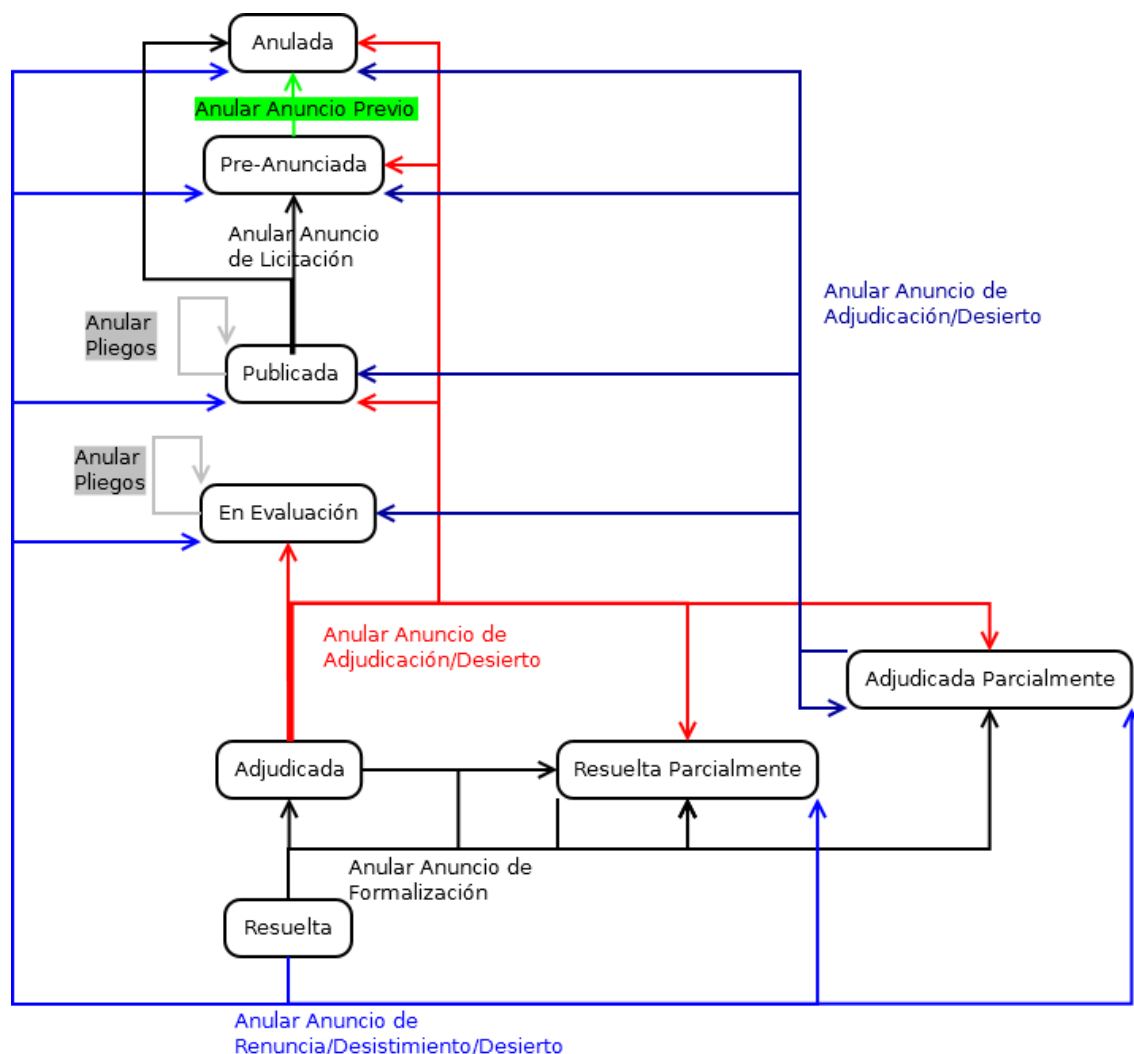 Anulada
Anular Anuncio Previo
Pre-Anunciada
Anular Anuncio
de Licitación
Anular Anuncio de
Adjudicación/Desierto
Anular
Pliegos
Publicada
Anular
Pliegos
En Evaluación
Anular Anuncio de
Adjudicación/Desierto
Adjudicada Parcialmente
Adjudicada
Resuelta Parcialmente
Anular Anuncio de
Formalización
Resuelta
Anular Anuncio de
Renuncia/Desistimiento/Desierto